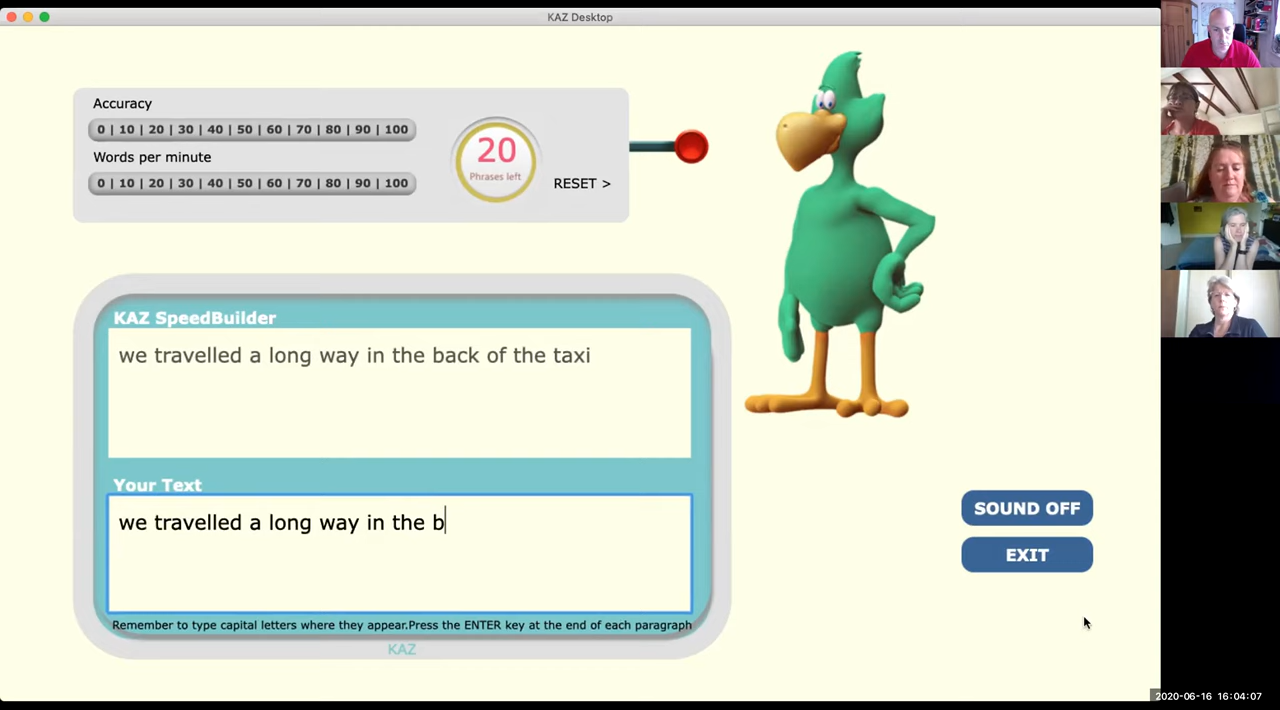 KAZ Desktop
Accuracy
0 | 10 | 20 | 30 | 40 | 50 | 60 | 70 | 80 | 90 | 100
Words per minute
0 | 10 | 20 | 30 | 40 | 50 | 60 | 70 | 80 | 90 | 100
20
Phrases left
RESET >
KAZ SpeedBuilder
we travelled a long way in the back of the taxi
Your Text
we travelled a long way in the b
Remember to type capital letters where they appear.Press the ENTER key at the end of each paragraph
KAZ
SOUND OFF
EXIT
2020-06-16 16:04:07